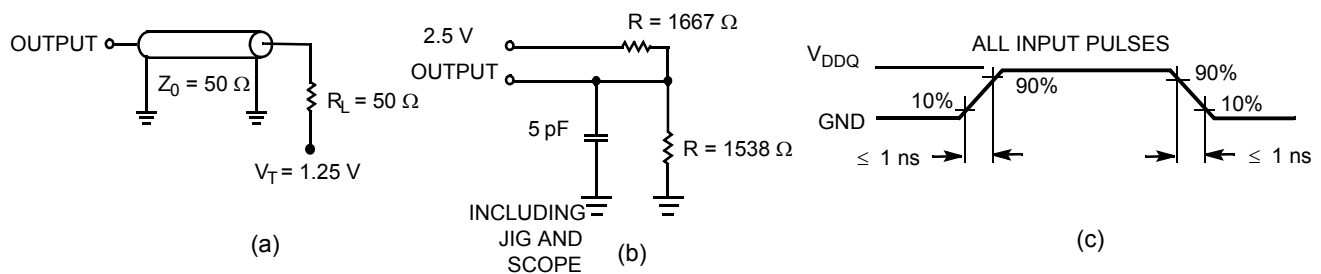 OUTPUT
Z0 = 50 Ω
RL = 50 Ω
VT = 1.25 V
(a)
R = 1667 Ω
2.5 V
OUTPUT
5 pF
R = 1538 Ω
INCLUDING
JIG AND
SCOPE
(b)
ALL INPUT PULSES
VDDQ
GND
10%
90%
90%
10%
≤ 1 ns
≤ 1 ns
(c)